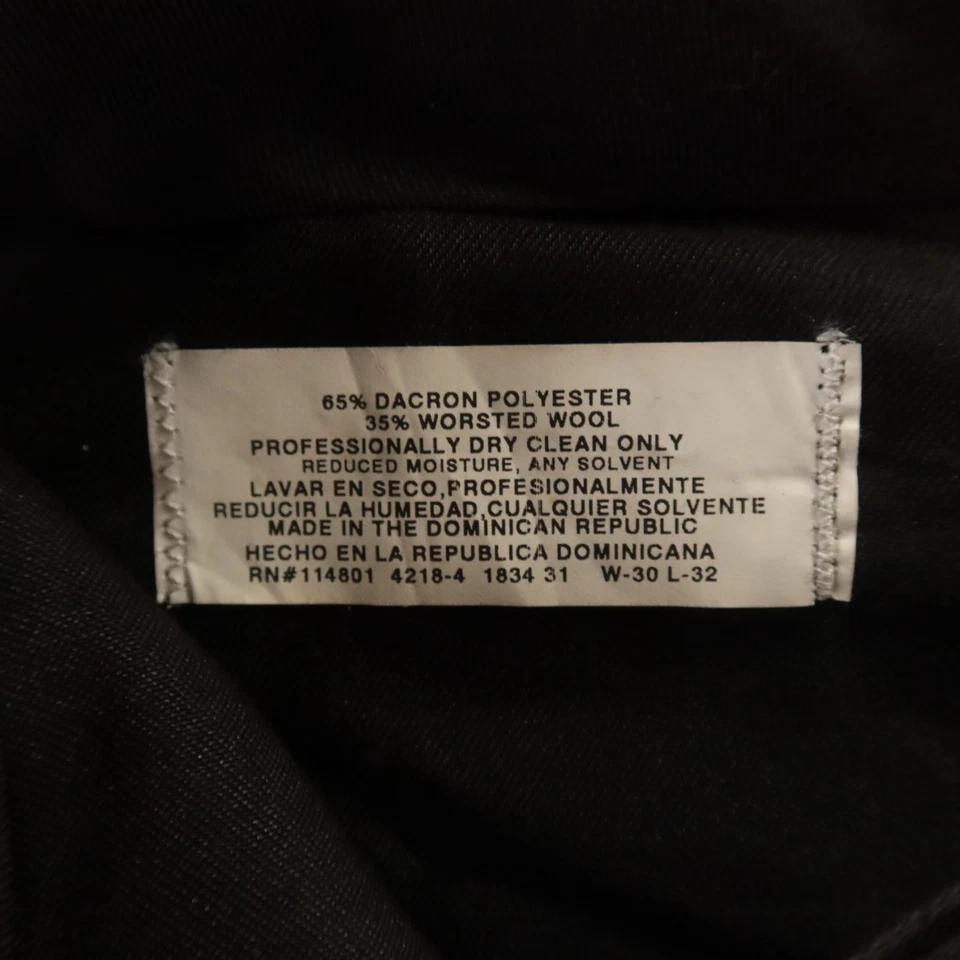 65% DACRON POLYESTER
35% WORSTED WOOL
PROFESSIONALLY DRY CLEAN ONLY
REDUCED MOISTURE, ANY SOLVENT
LAVAR EN SECO,PROFESIONALMENTE
REDUCIR LA HUMEDAD,CUALQUIER SOLVENTE
MADE IN THE DOMINICAN REPUBLIC
HECHO EN LA REPUBLICA DOMINICANA
RN#114801 4218-4 1834 31 W-30 L-32